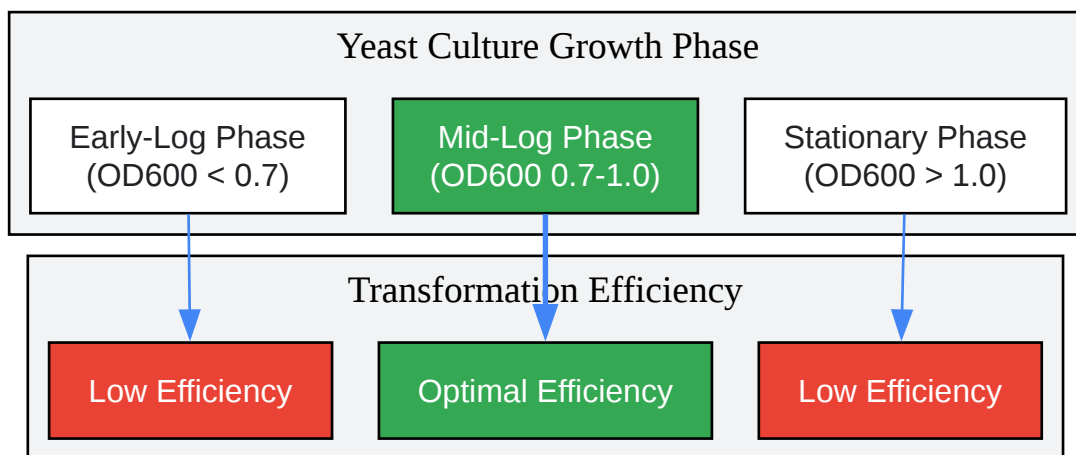 Yeast Culture Growth Phase
Early-Log Phase
(OD600 < 0.7)
Mid-Log Phase
(OD600 0.7-1.0)
Stationary Phase
(OD600 > 1.0)
Transformation Efficiency
Low Efficiency
Optimal Efficiency
Low Efficiency